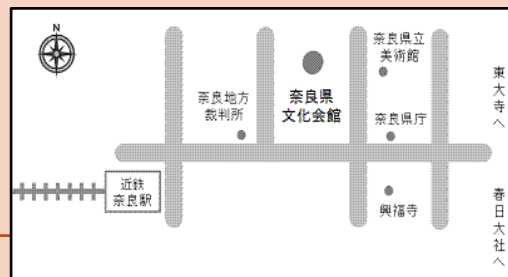 N
奈良県立
美術館
奈良地方
裁判所
奈良県
文化会館
奈良県庁
近鉄
奈良駅
興福寺
東大寺へ
春日大社へ